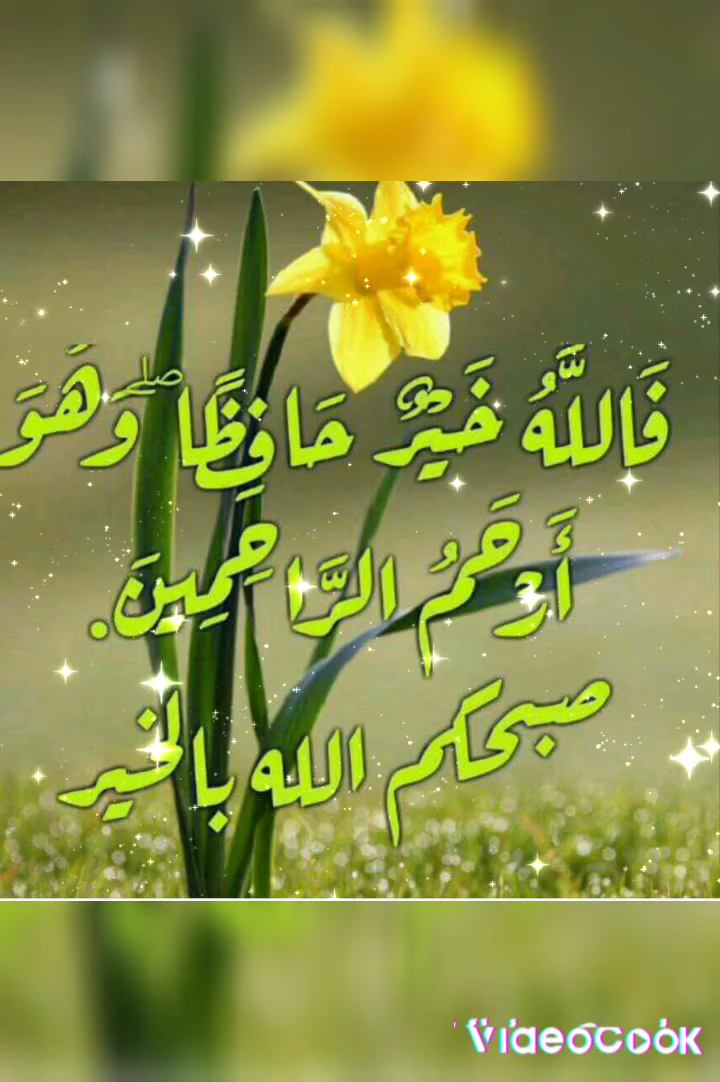 فَاللَّهُ خَيْرٌ حَافِظًا ۖ وَهُوَ
أَرْحَمُ الرَّاحِمِينَ.
صبحكم الله بالخير
VideoCook